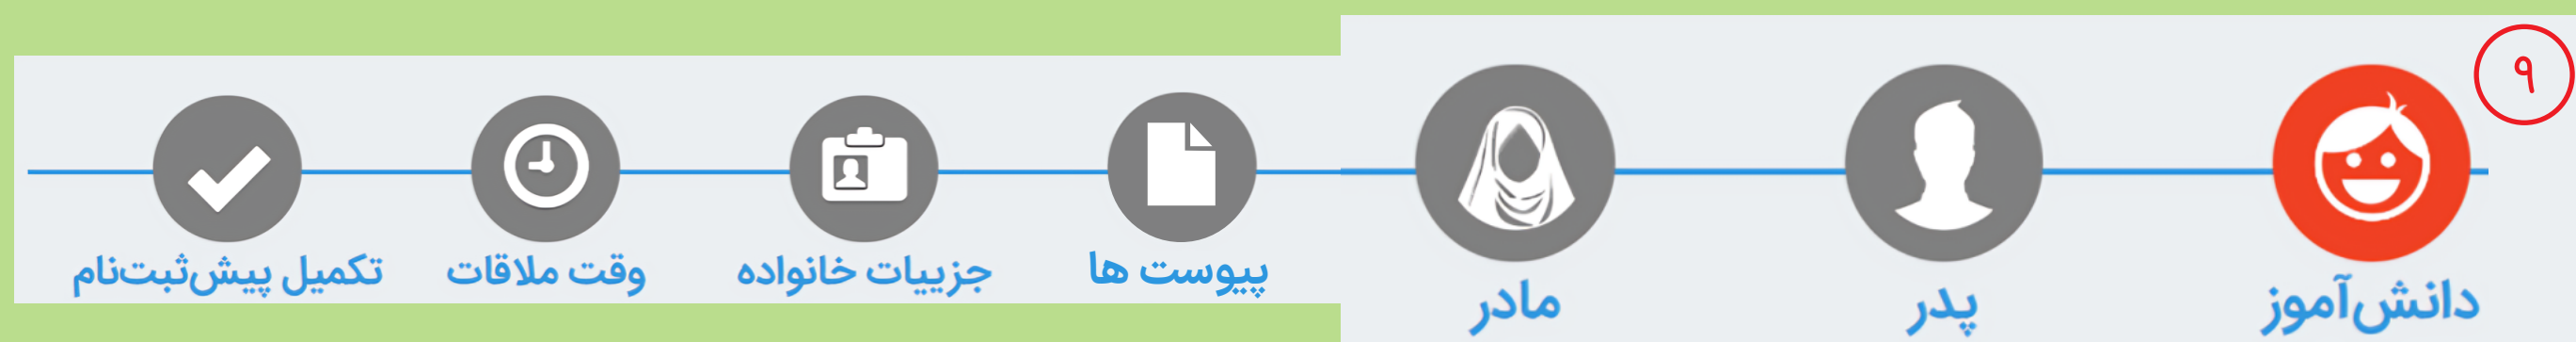 ۹
دانش‌آموز
پدر
مادر
پیوست ها
جزییات خانواده
وقت ملاقات
تکمیل پیش‌ثبت‌نام